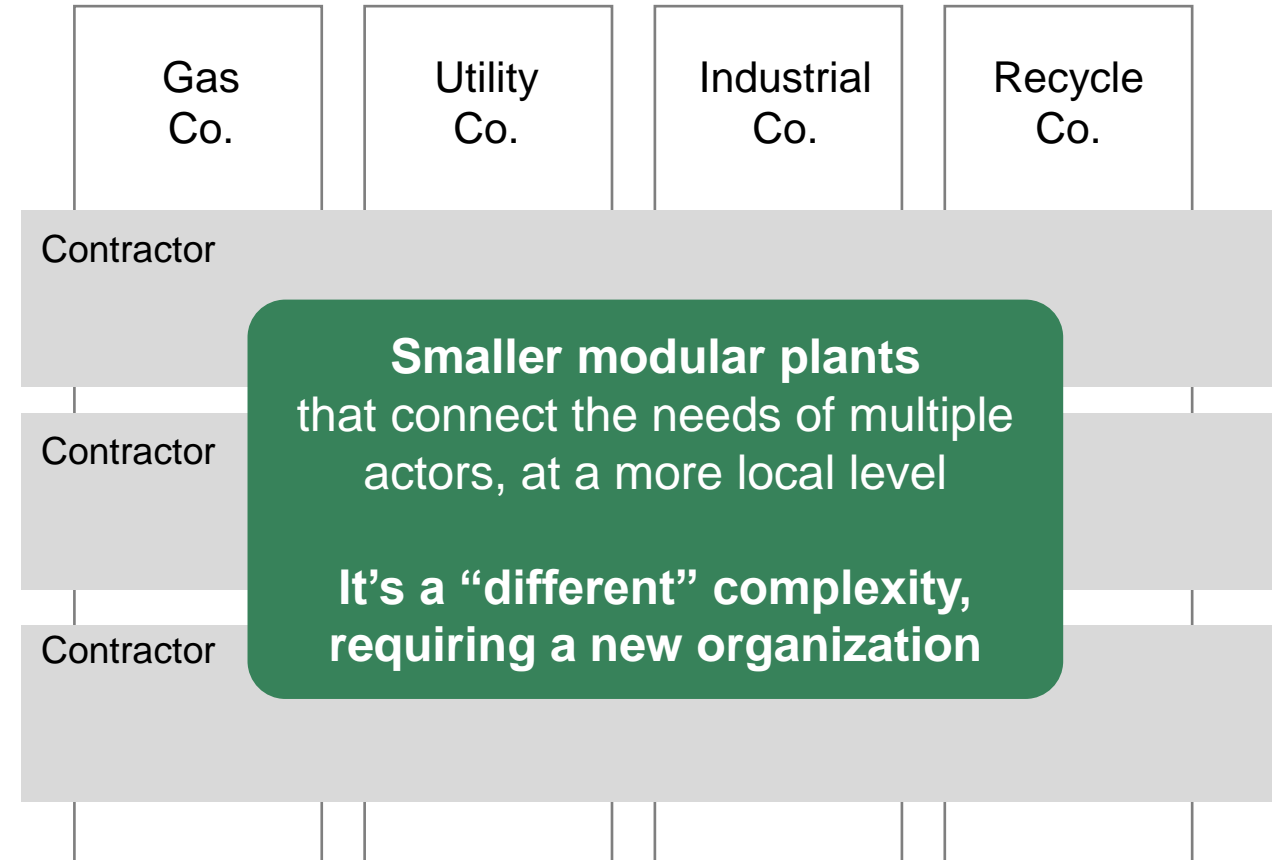 Gas
Co.
Utility
Co.
Industrial
Co.
Recycle
Co.
Contractor
Contractor
Contractor
Smaller modular plants
that connect the needs of multiple
actors, at a more local level
It’s a “different” complexity,
requiring a new organization